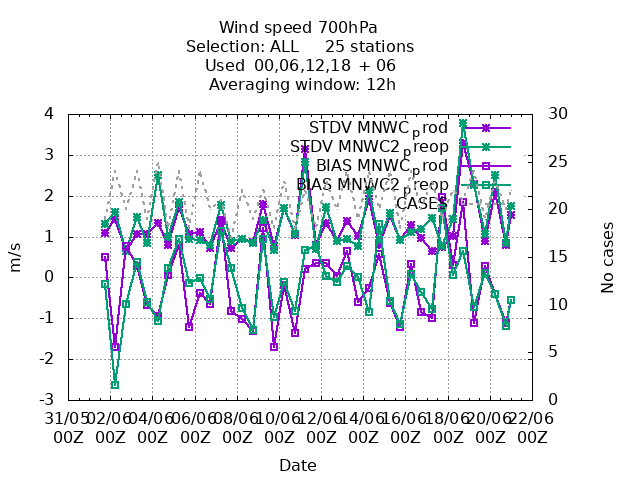 Wind speed 700hPa
Selection: ALL 25 stations
Used 00,06,12,18 + 06
Averaging window: 12h
STDV MNWC_prod
STDV MNWC2_preop
BIAS MNWC_prod
BIAS MNWC2_preop
CASES
4
3
2
1
0
-1
-2
-3
m/s
30
25
20
15
10
5
0
No cases
31/05 02/06 04/06 06/06 08/06 10/06 12/06 14/06 16/06 18/06 20/06 22/06
00Z 00Z 00Z 00Z 00Z 00Z 00Z 00Z 00Z 00Z 00Z 00Z
Date